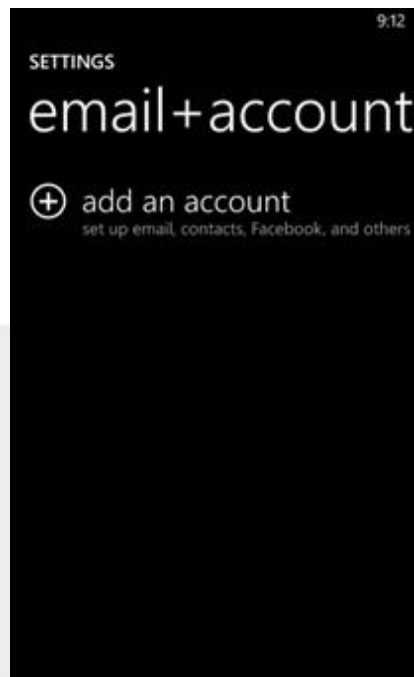 9:12
SETTINGS
email+account
add an account
set up email, contacts, Facebook, and others